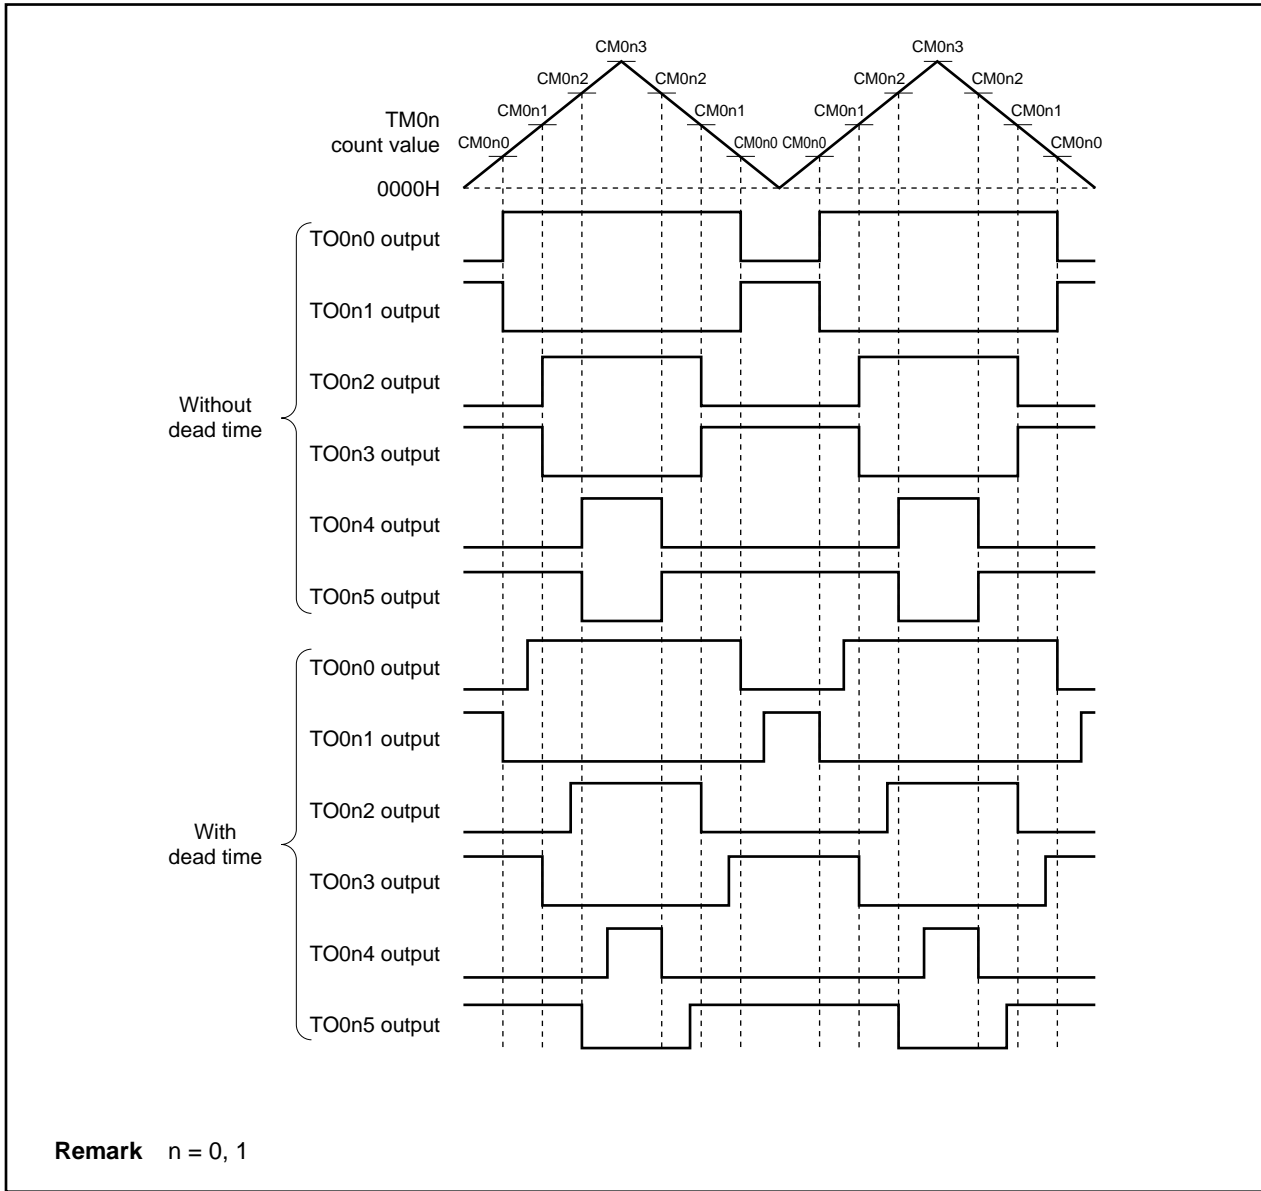 CM0n3
CM0n3
CM0n2
CM0n2
CM0n2
CM0n2
CM0n1
CM0n1
CM0n1
CM0n1
TM0n
count value
CM0n0
CM0n0
CM0n0
CM0n0
0000H
Without
dead time
TO0n0 output
TO0n1 output
TO0n2 output
TO0n3 output
TO0n4 output
TO0n5 output
With
dead time
TO0n0 output
TO0n1 output
TO0n2 output
TO0n3 output
TO0n4 output
TO0n5 output
Remark n = 0, 1